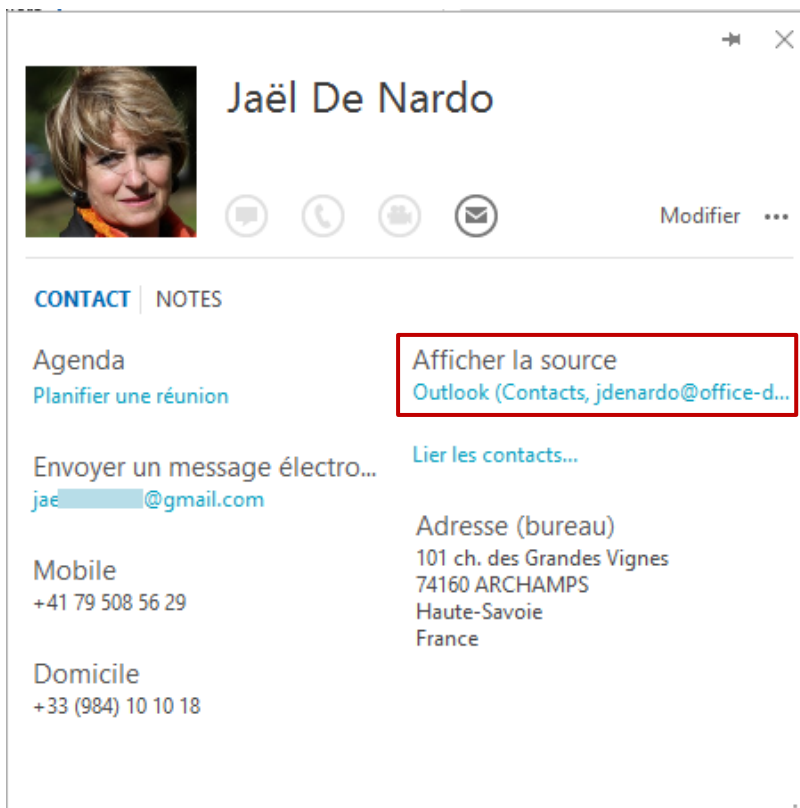 Jaël De Nardo
Modifier
CONTACT
NOTES
Agenda
Planifier une réunion
Envoyer un message électro...
jae @gmail.com
Mobile
+41 79 508 56 29
Domicile
+33 (984) 10 10 18
Afficher la source
Outlook (Contacts, jdenardo@office-d...
Lier les contacts...
Adresse (bureau)
101 ch. des Grandes Vignes
74160 ARCHAMPS
Haute-Savoie
France